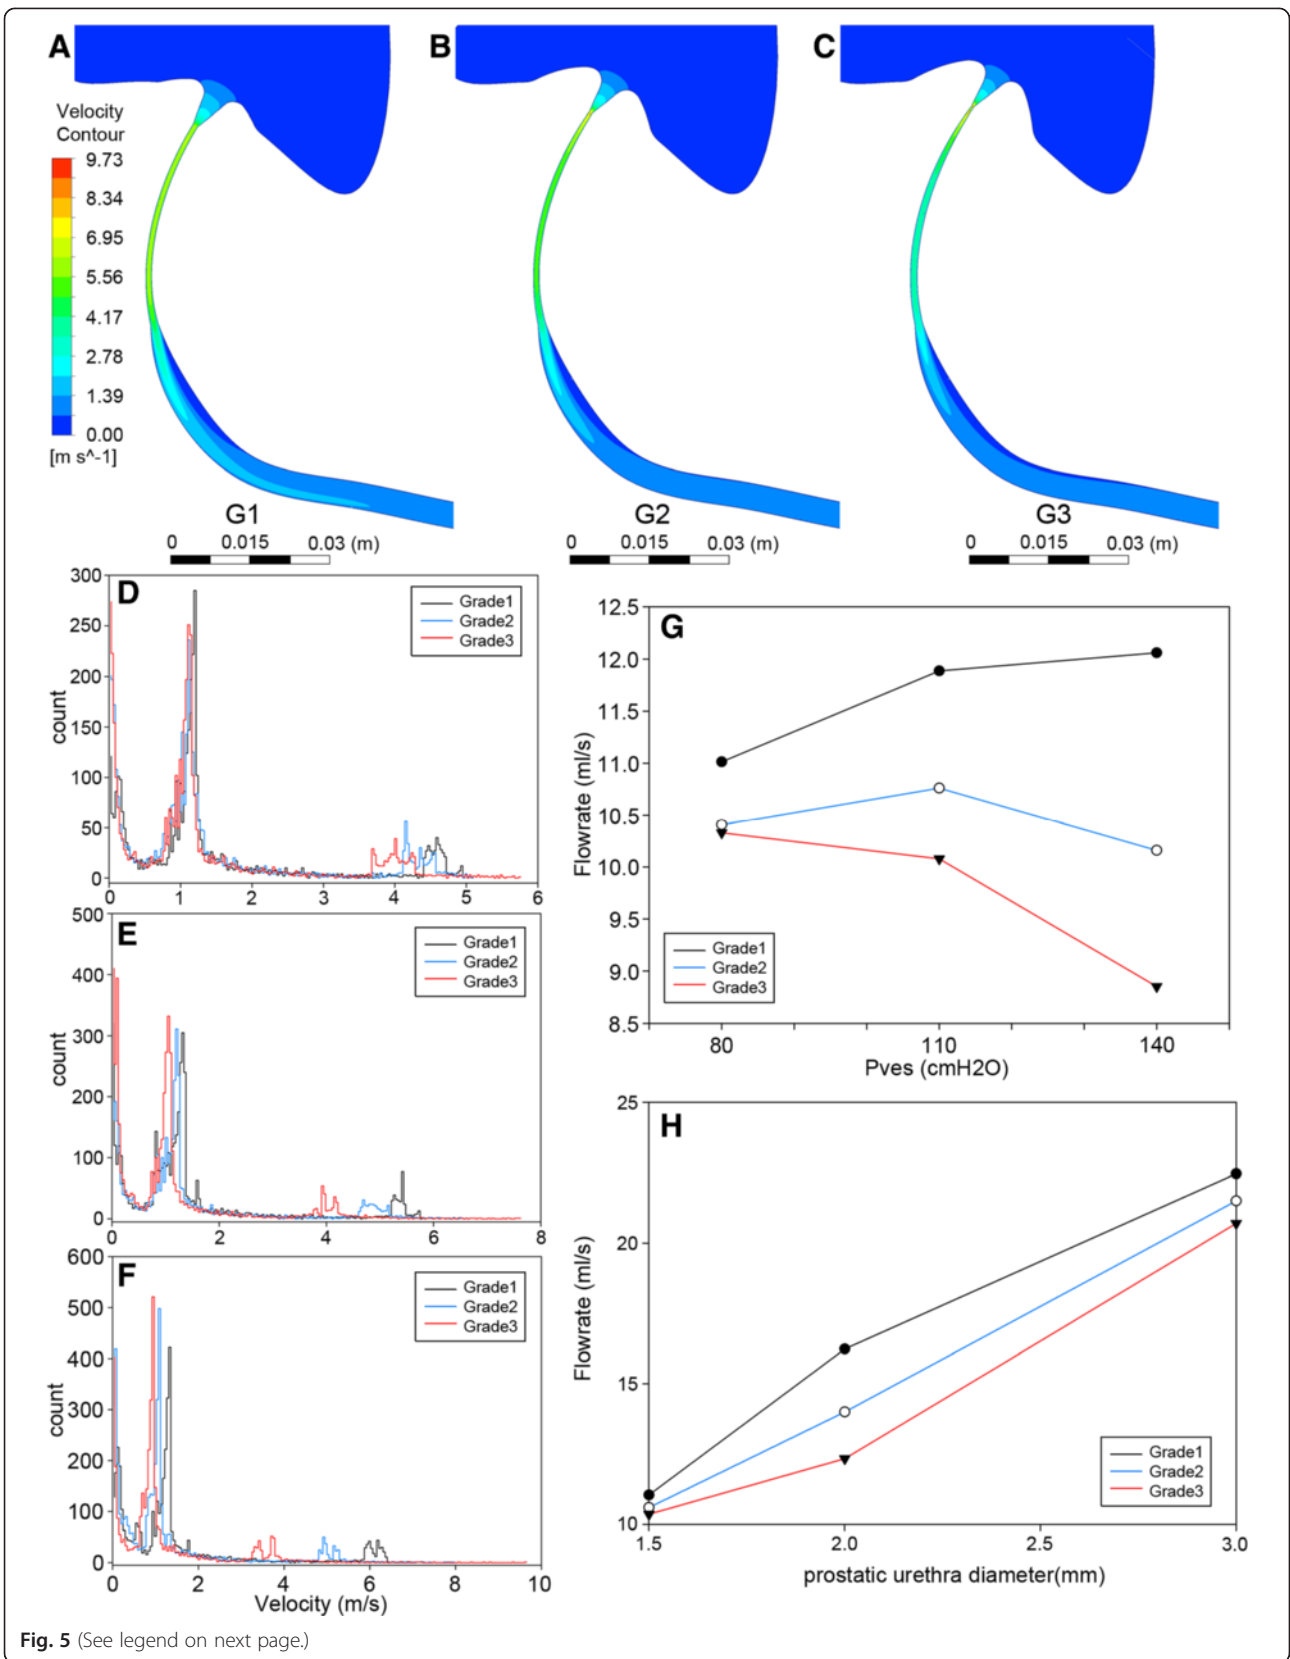 A
B
C
Velocity
Contour
9.73
8.34
6.95
5.56
4.17
2.78
1.39
0.00
[m s^-1]
G1
G2
G3
0 0.015 0.03 (m)
0 0.015 0.03 (m)
0 0.015 0.03 (m)
D
300
250
200
150
100
50
0
count
Grade1
Grade2
Grade3
0 1 2 3 4 5 6
E
500
400
300
200
100
0
count
Grade1
Grade2
Grade3
0 2 4 6 8
F
600
500
400
300
200
100
0
count
Grade1
Grade2
Grade3
0 2 4 6 8 10
Velocity (m/s)
G
12.5
12.0
11.5
11.0
10.5
10.0
9.5
9.0
8.5
Flowrate (ml/s)
Grade1
Grade2
Grade3
80 110 140
Pves (cmH2O)
H
25
20
15
10
Flowrate (ml/s)
Grade1
Grade2
Grade3
1.5 2.0 2.5 3.0
prostatic urethra diameter(mm)
Fig. 5 (See legend on next page.)